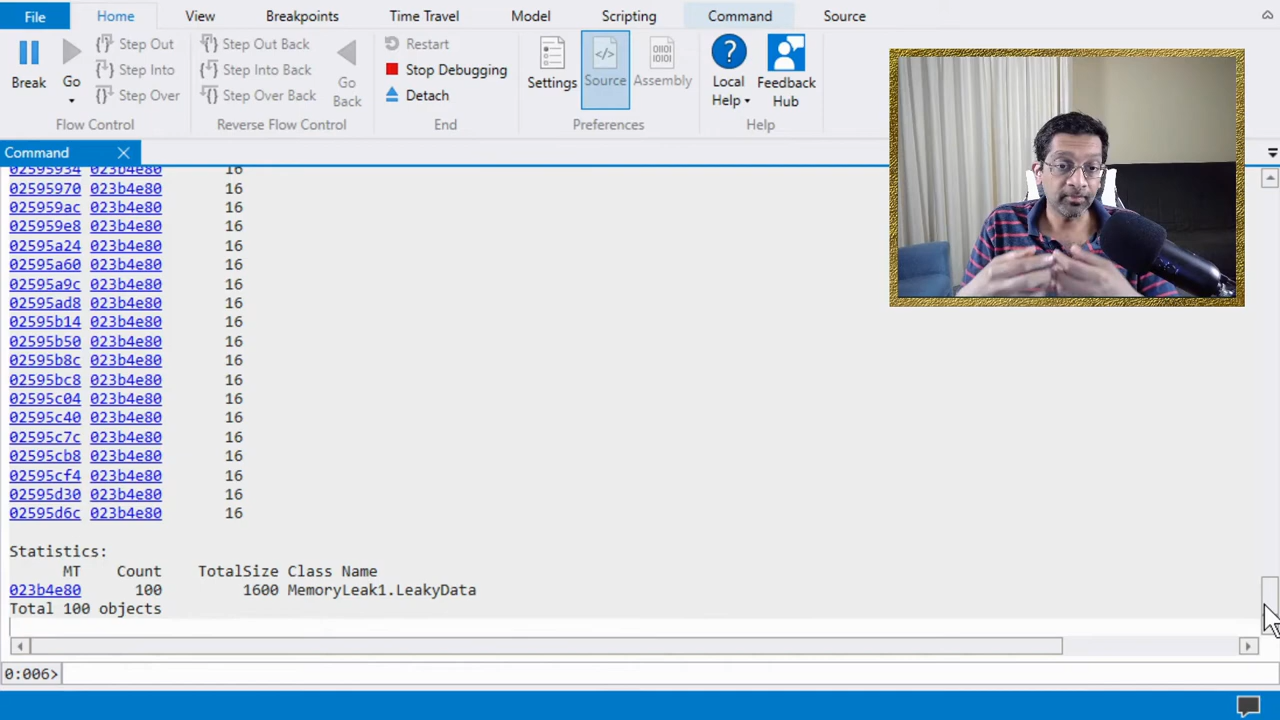 File Home View Breakpoints Time Travel Model Scripting Command Source
Break
Go
Step Out
Step Into
Step Over
Flow Control
Step Out Back
Step Into Back
Step Over Back
Go Back
Reverse Flow Control
Restart
Stop Debugging
Detach
End
Settings
Source
Assembly
Preferences
Local Help
Feedback Hub
Help
Command
02595934 023b4e80 16
02595970 023b4e80 16
025959ac 023b4e80 16
025959e8 023b4e80 16
02595a24 023b4e80 16
02595a60 023b4e80 16
02595a9c 023b4e80 16
02595ad8 023b4e80 16
02595b14 023b4e80 16
02595b50 023b4e80 16
02595b8c 023b4e80 16
02595bc8 023b4e80 16
02595c04 023b4e80 16
02595c40 023b4e80 16
02595c7c 023b4e80 16
02595cb8 023b4e80 16
02595cf4 023b4e80 16
02595d30 023b4e80 16
02595d6c 023b4e80 16
Statistics:
MT Count TotalSize Class Name
023b4e80 100 1600 MemoryLeak1.LeakyData
Total 100 objects
0:006>